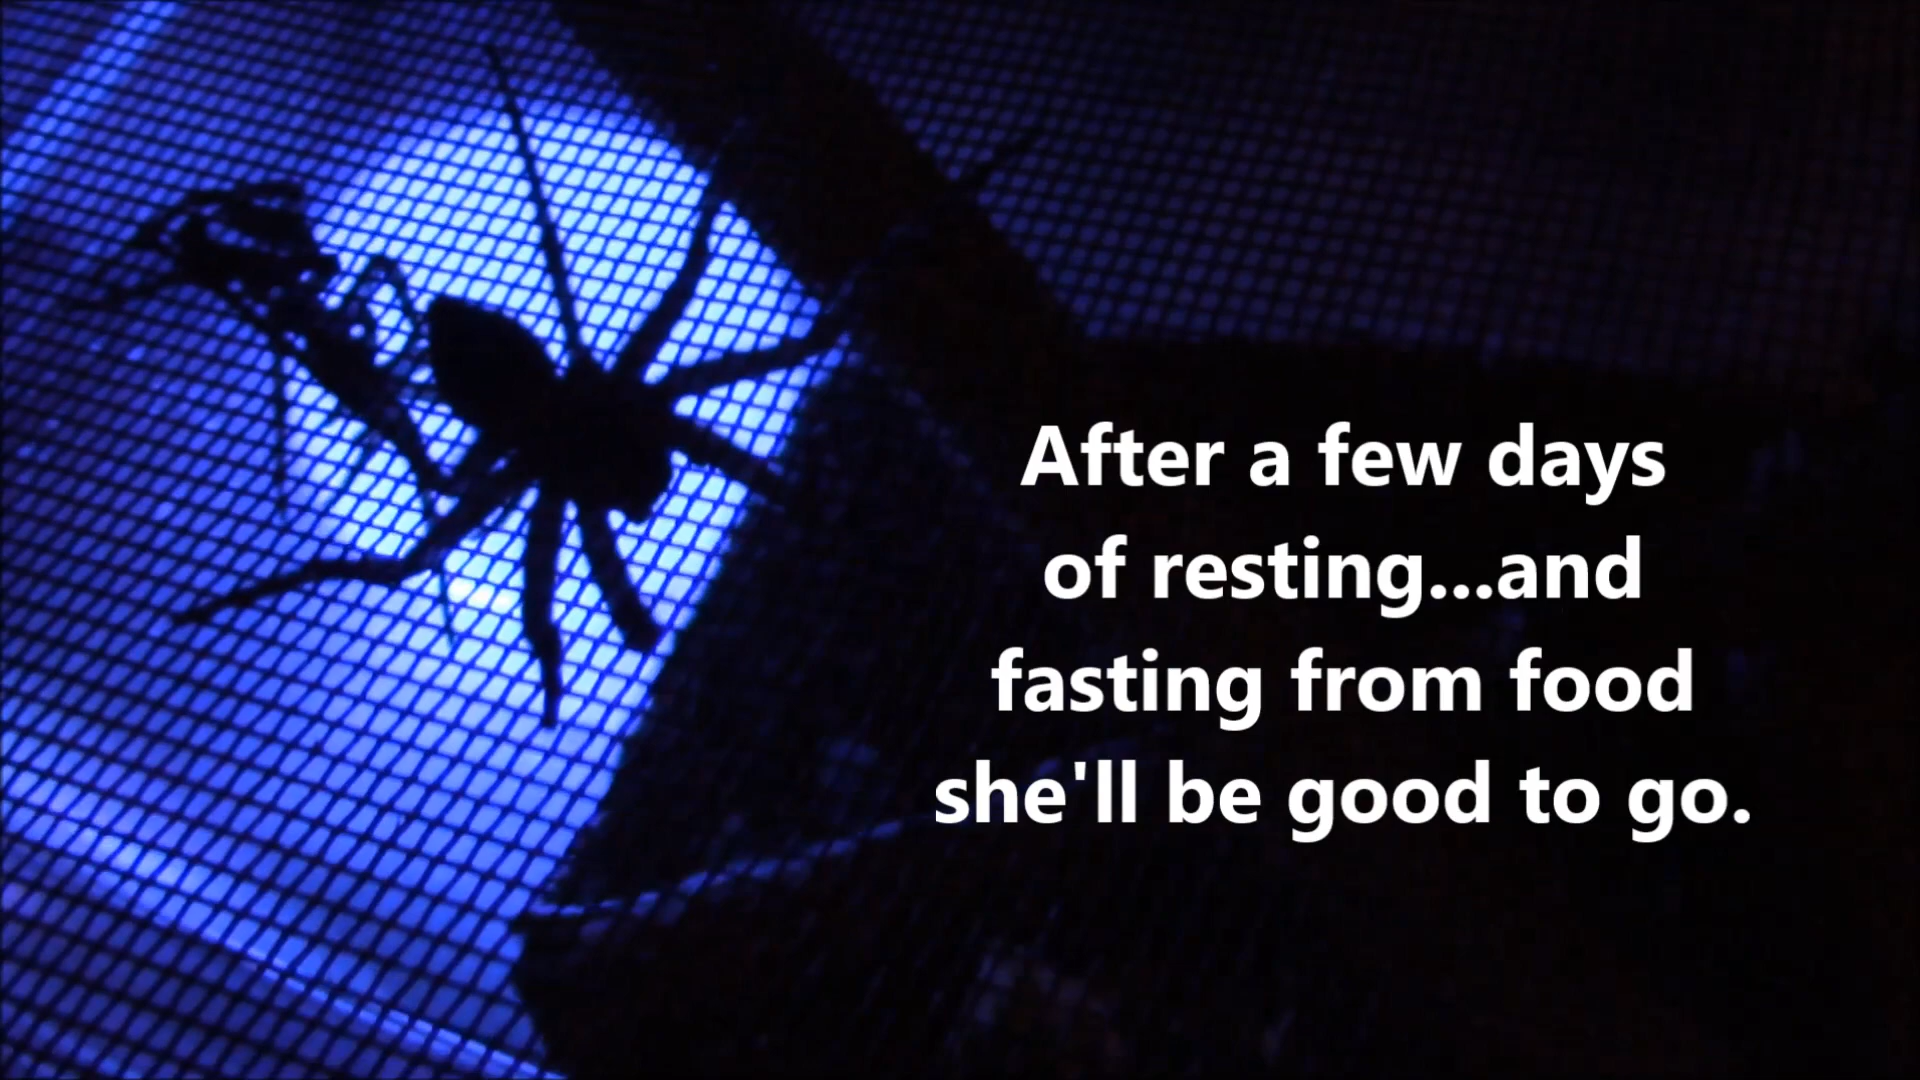 After a few days
of resting...and
fasting from food
she'll be good to go.